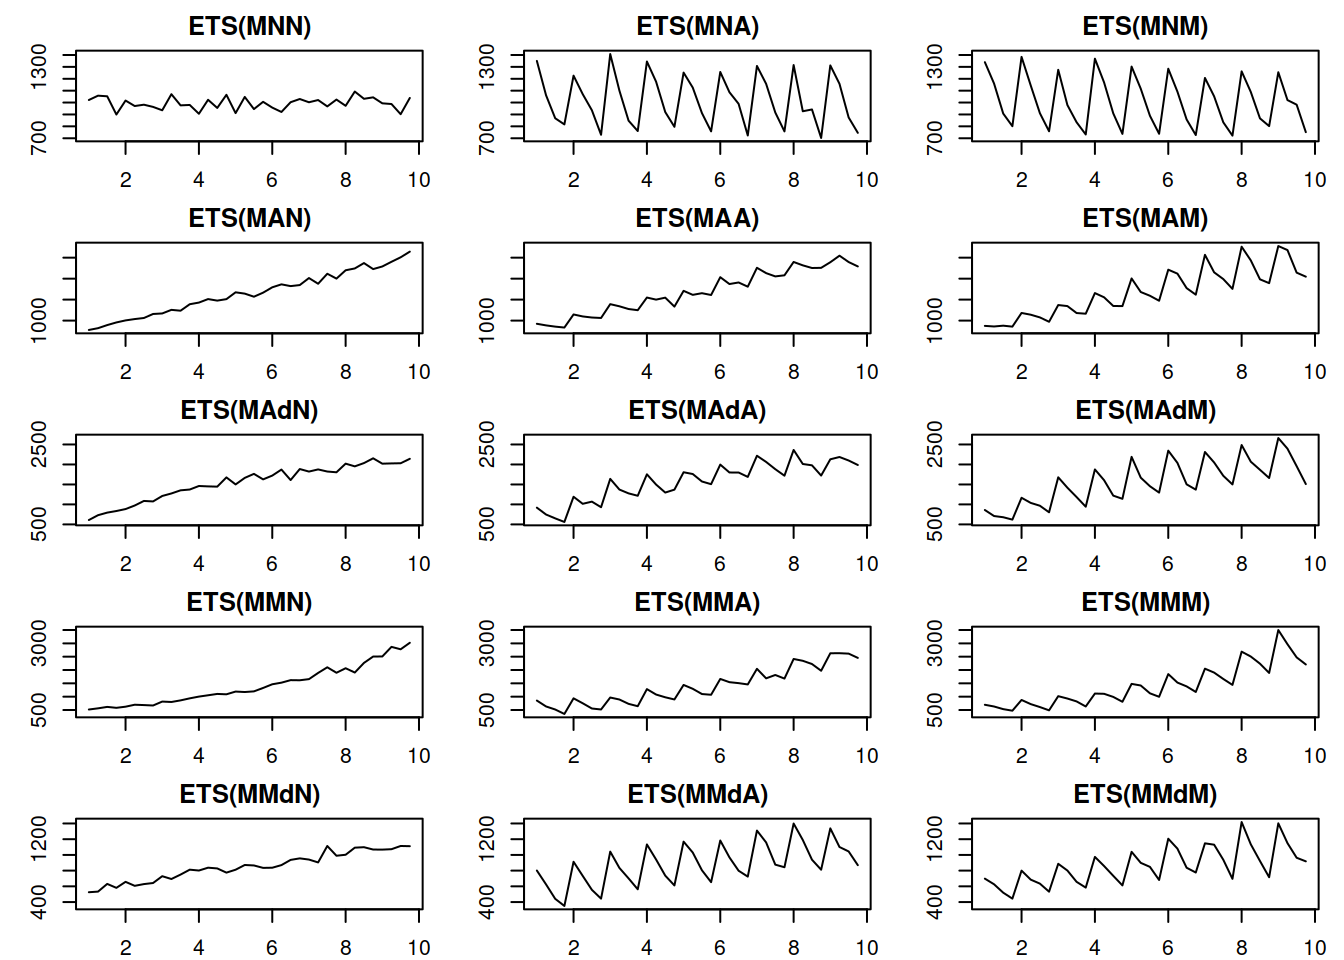 ETS(MNN) ETS(MNA) ETS(MNM)
700 1300
2 4 6 8 10
700 1300
2 4 6 8 10
700 1300
2 4 6 8 10
ETS(MAN) ETS(MAA) ETS(MAM)
1000
2 4 6 8 10
1000
2 4 6 8 10
1000
2 4 6 8 10
ETS(MAdN) ETS(MAdA) ETS(MAdM)
500 2500
2 4 6 8 10
500 2500
2 4 6 8 10
500 2500
2 4 6 8 10
ETS(MMN) ETS(MMA) ETS(MMM)
500 3000
2 4 6 8 10
500 3000
2 4 6 8 10
500 3000
2 4 6 8 10
ETS(MMdN) ETS(MMdA) ETS(MMdM)
400 1200
2 4 6 8 10
400 1200
2 4 6 8 10
400 1200
2 4 6 8 10